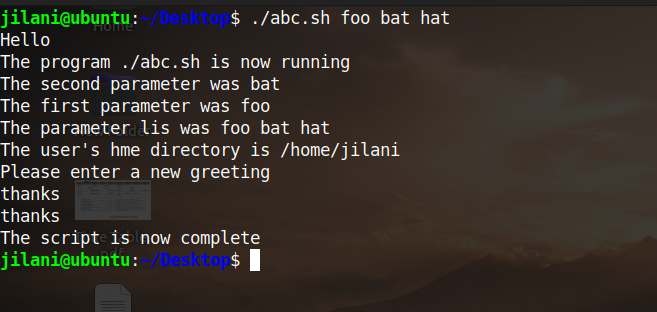 jilani@ubuntu:~/Desktop$ ./abc.sh foo bat hat
Hello
The program ./abc.sh is now running
The second parameter was bat
The first parameter was foo
The parameter lis was foo bat hat
The user's hme directory is /home/jilani
Please enter a new greeting
thanks
thanks
The script is now complete
jilani@ubuntu:~/Desktop$
Home